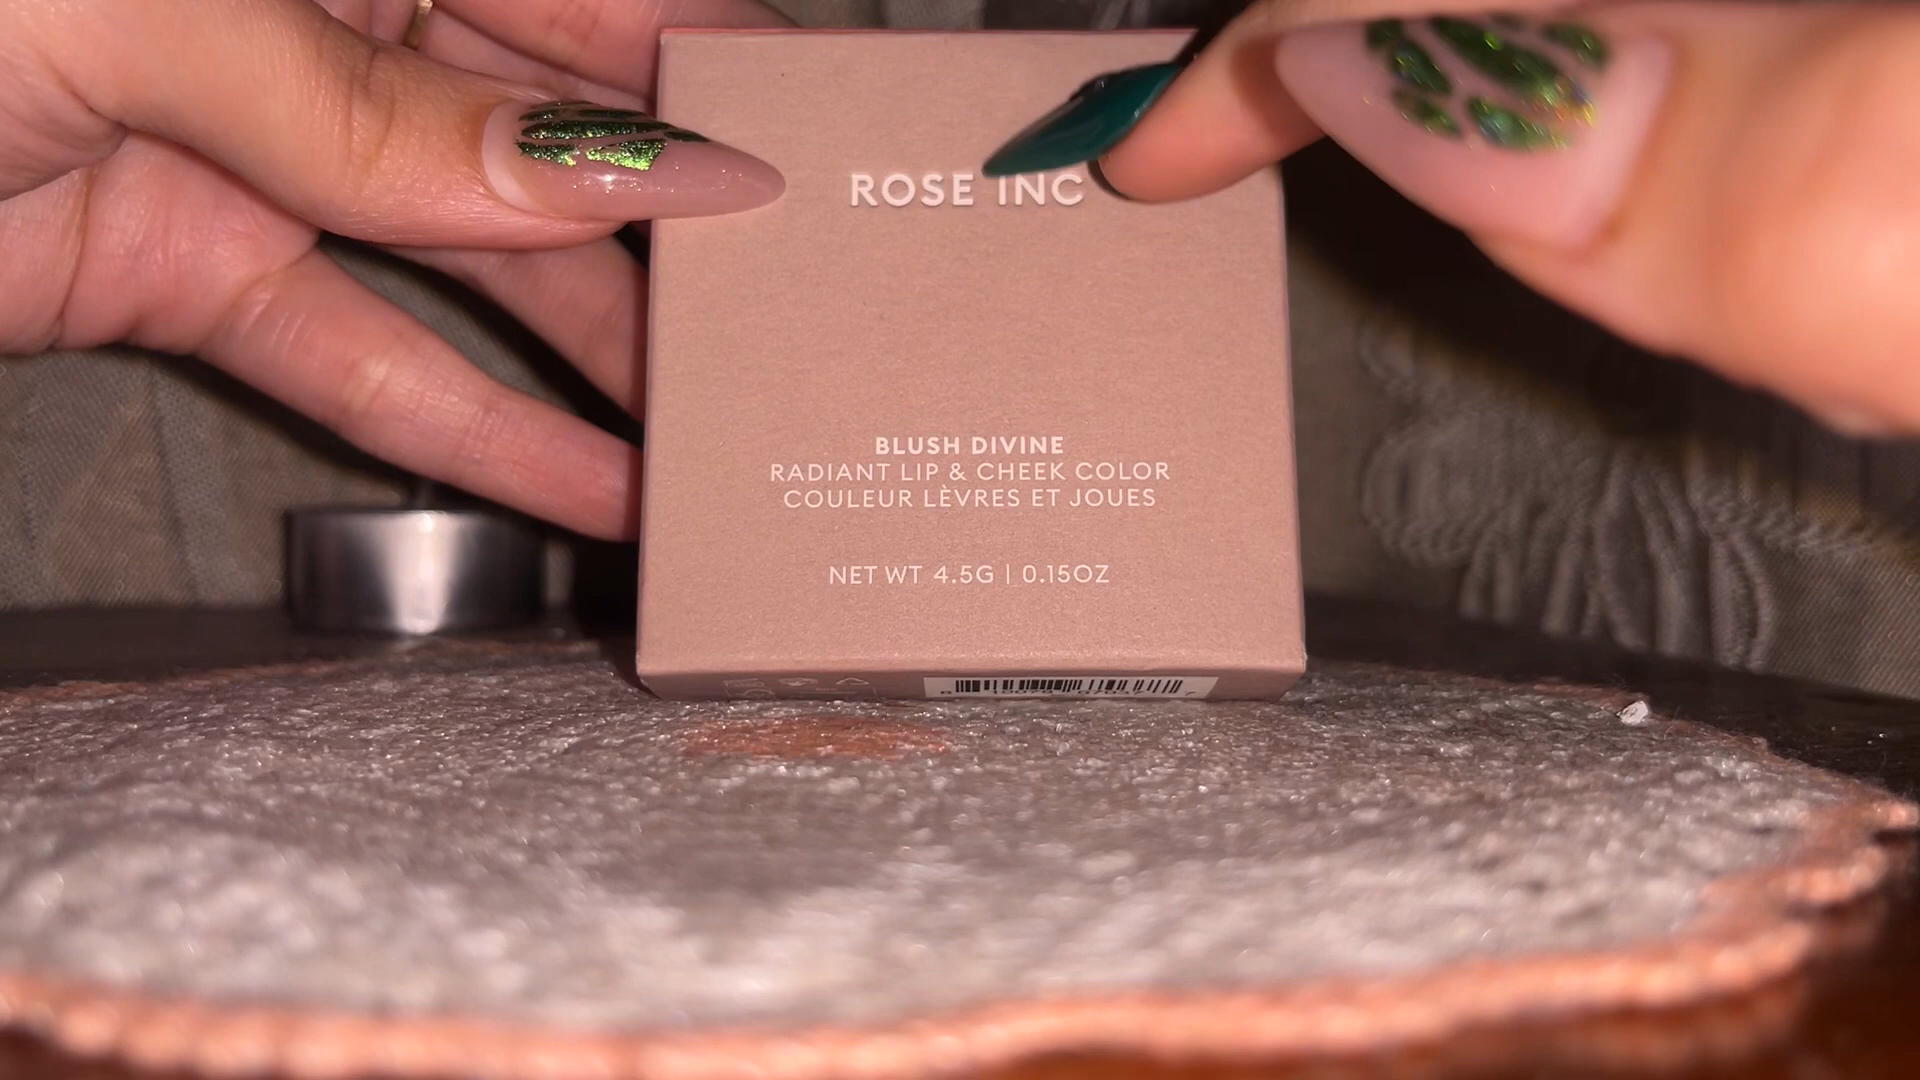 ROSE INC
BLUSH DIVINE
RADIANT LIP & CHEEK COLOR
COULEUR LÈVRES ET JOUES
NET WT 4.5G | 0.15OZ